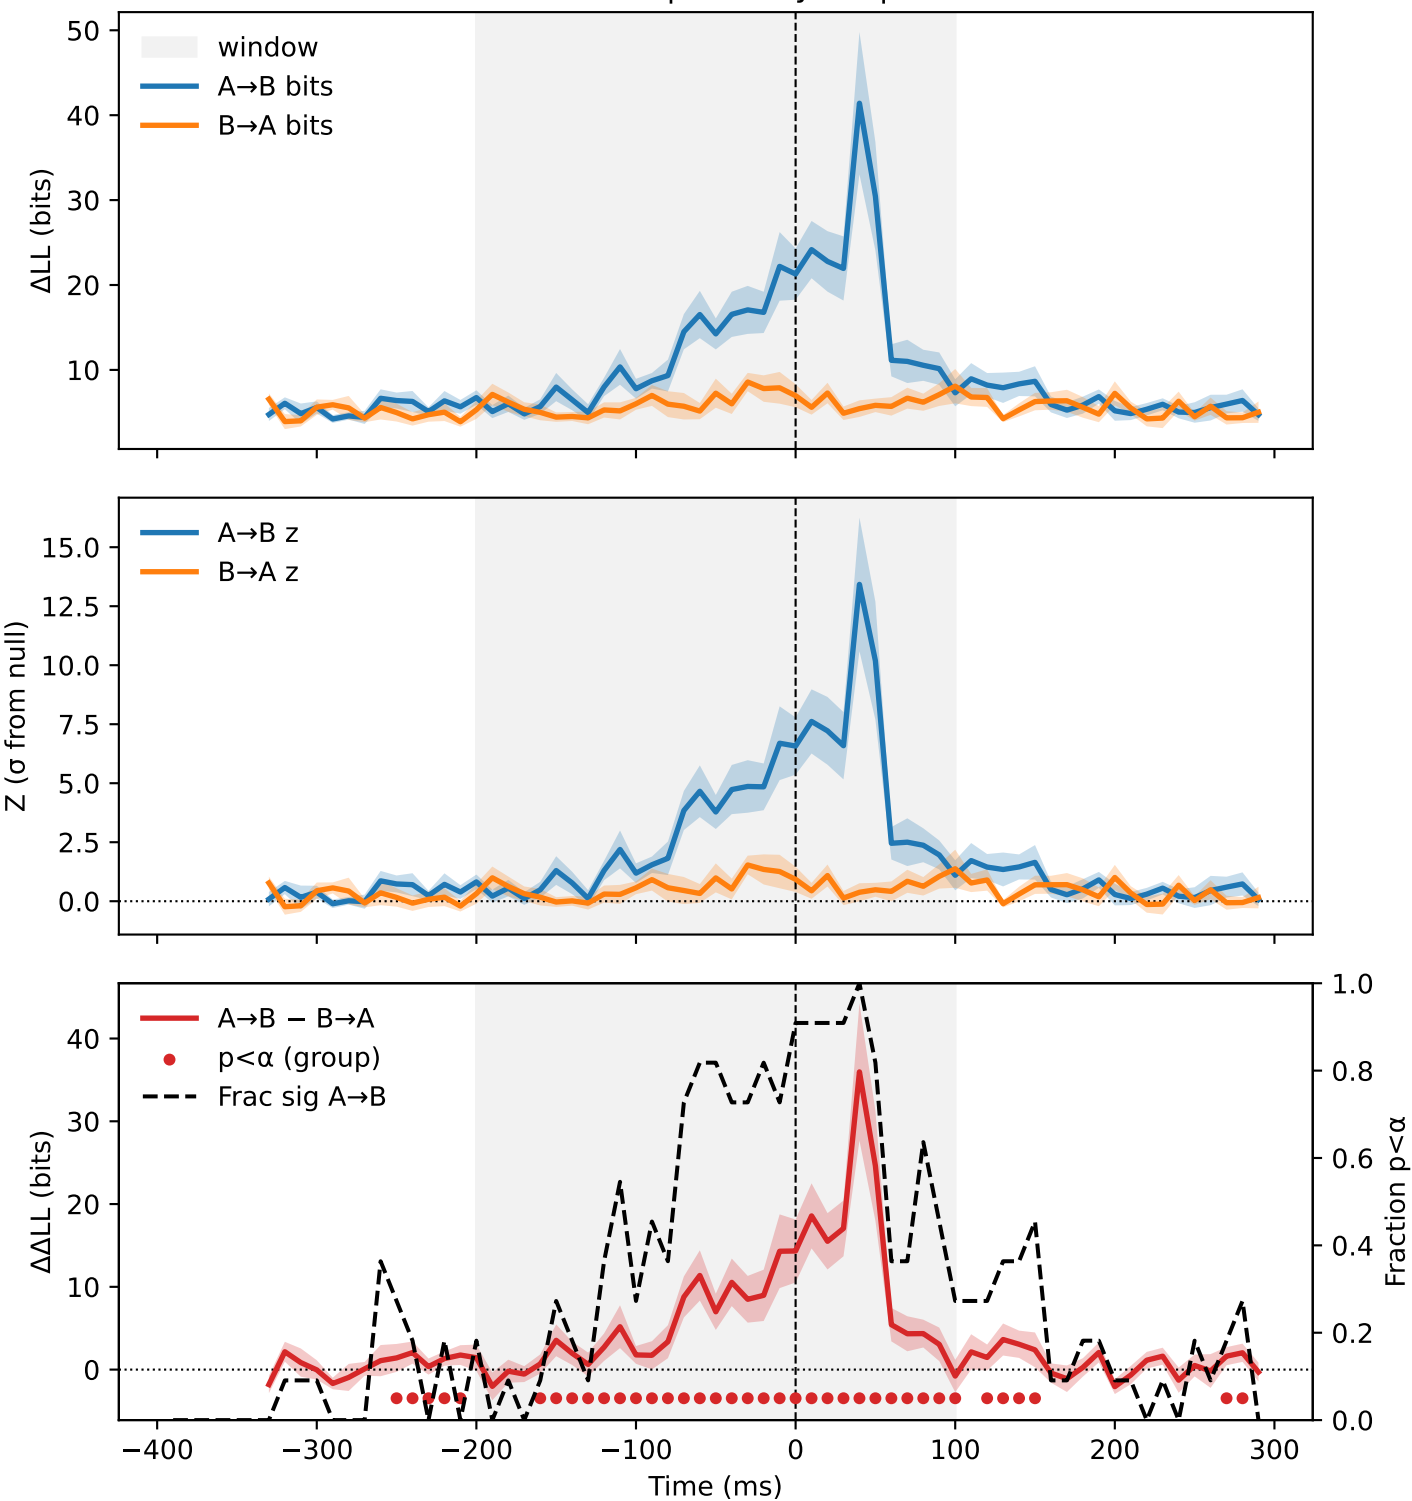 50
40
30
20
10
ΔLL (bits)
window
A→B bits
B→A bits
15.0
12.5
10.0
7.5
5.0
2.5
0.0
Z (σ from null)
A→B z
B→A z
40
30
20
10
0
ΔΔLL (bits)
A→B − B→A
p<α (group)
Frac sig A→B
1.0
0.8
0.6
0.4
0.2
0.0
Fraction p<α
−400 −300 −200 −100 0 100 200 300
Time (ms)